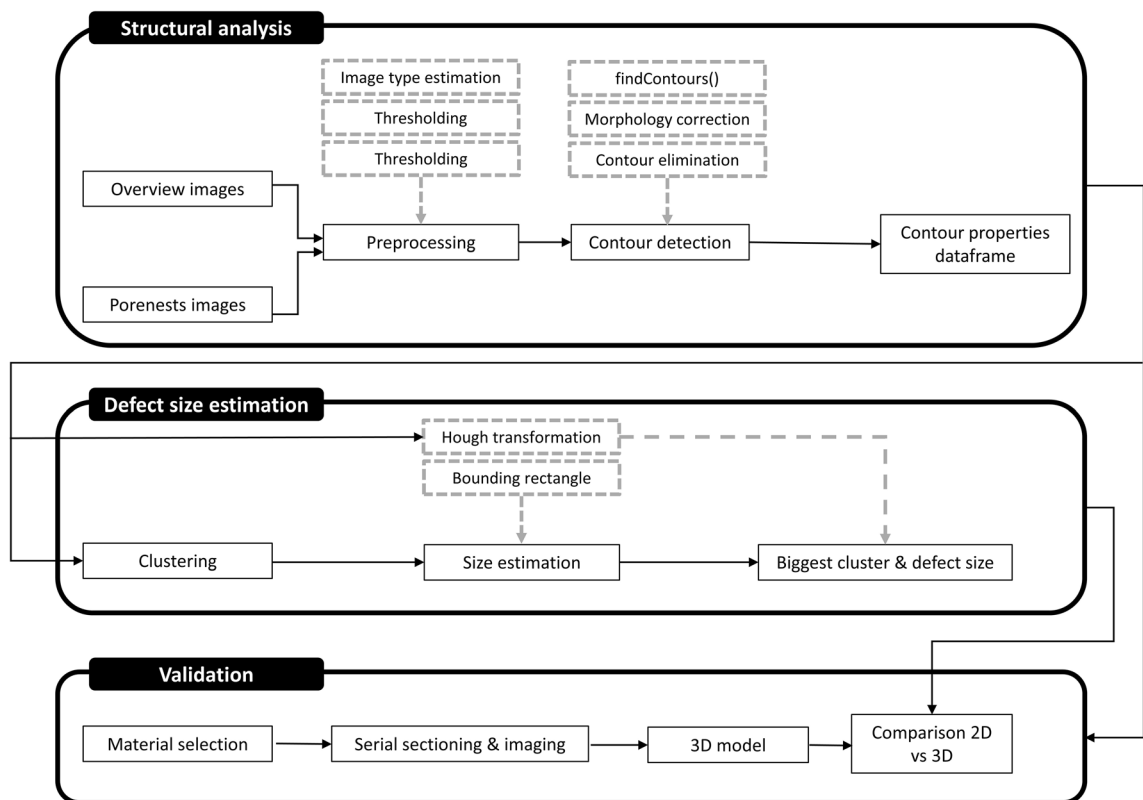 Structural analysis
Image type estimation
Thresholding
Thresholding
findContours()
Morphology correction
Contour elimination
Overview images
Porenests images
Preprocessing
Contour detection
Contour properties
dataframe
Defect size estimation
Hough transformation
Bounding rectangle
Clustering
Size estimation
Biggest cluster & defect size
Validation
Material selection
Serial sectioning & imaging
3D model
Comparison 2D
vs 3D